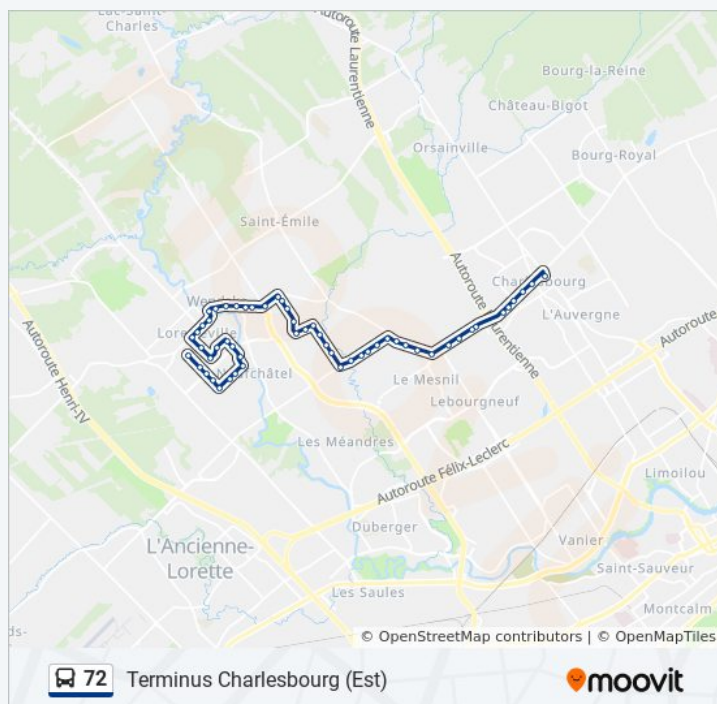 Lac-Saint-
Charles
Autoroute Laurentienne
Bourg-la-Reine
Château-Bigot
Orsainville
Bourg-Royal
Saint-Émile
Autoroute Laurentienne
Charlesbourg
L'Auvergne
Autoroute
Autoroute Henri-IV
Loretteville
Neufchâtel
Le Mesnil
Lebourgneuf
Les Méandres
Autoroute Félix-Leclerc
Limoilou
Duberger
Vanier
L'Ancienne-
Lorette
Saint-Sauveur
Les Saules
Montcalm
© OpenStreetMap contributors | © OpenMapTiles
72 Terminus Charlesbourg (Est)
moovit